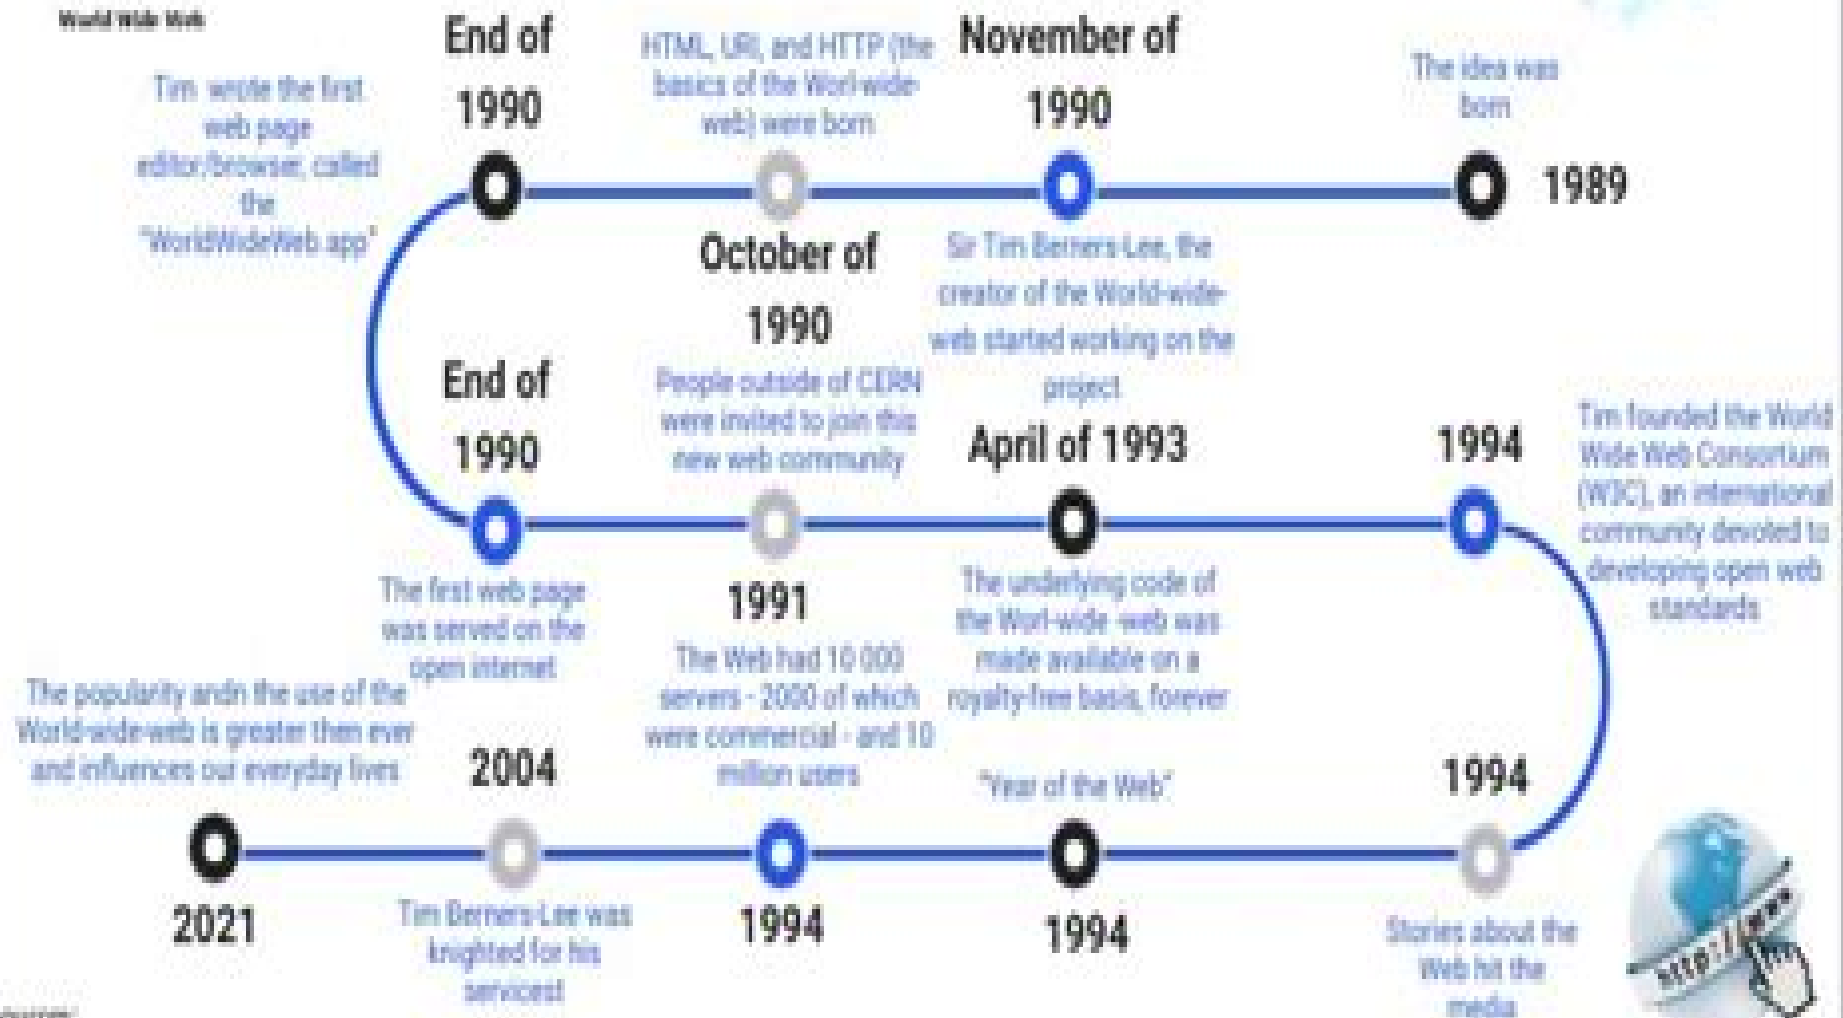 World Wide Web
1989
The idea was
born
November of
1990
Sir Tim Berners-Lee, the
creator of the World-wide-
web started working on the
project
HTML, URI, and HTTP (the
basics of the Worl-wide-
web) were born
October of
1990
End of
1990
Tim wrote the first
web page
editor/browser, called
the
"WorldWideWeb app"
End of
1990
The first web page
was served on the
open internet
People outside of CERN
were invited to join this
new web community
1991
April of 1993
The underlying code of
the Worl-wide -web was
made available on a
royalty-free basis, forever
1994
Tim founded the World
Wide Web Consortium
(W3C), an international
community devoted to
developing open web
standards
1994
Stories about the
Web hit the
media
"Year of the Web"
1994
The Web had 10 000
servers - 2000 of which
were commercial - and 10
million users
1994
2004
Tim Berners-Lee was
knighted for his
servicest
The popularity andn the use of the
World-wide-web is greater then ever
and influences our everyday lives
2021
http://www